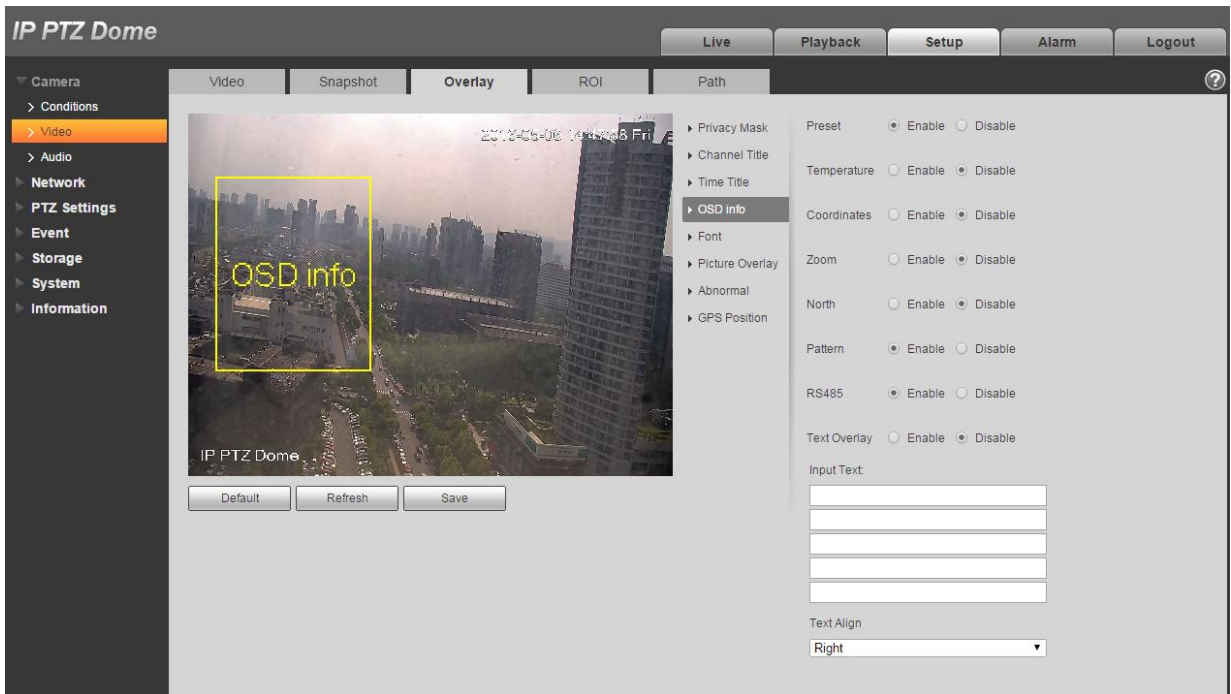 IP PTZ Dome
Live Playback Setup Alarm Logout
Camera
Conditions
Video
Audio
Network
PTZ Settings
Event
Storage
System
Information
Video Snapshot Overlay ROI Path
?
Fri
OSD info
IP PTZ Dome
Default Refresh Save
Privacy Mask
Channel Title
Time Title
OSD info
Font
Picture Overlay
Abnormal
GPS Position
Preset Enable Disable
Temperature Enable Disable
Coordinates Enable Disable
Zoom Enable Disable
North Enable Disable
Pattern Enable Disable
RS485 Enable Disable
Text Overlay Enable Disable
Input Text:
Text Align
Right